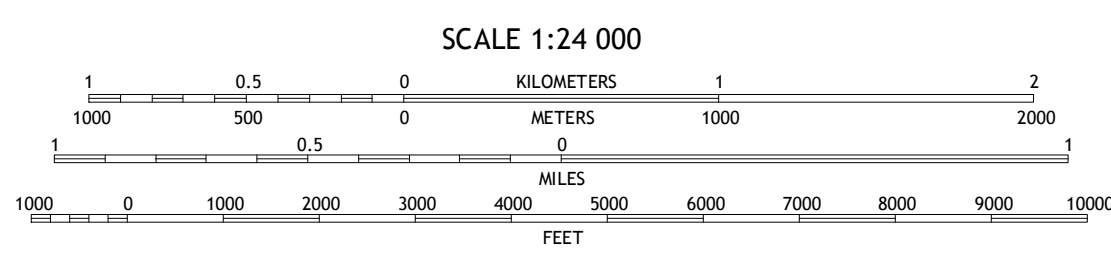 SCALE 1:24 000
1 0.5 0 KILOMETERS 1 2
1000 500 0 METERS 1000 2000
1 0.5 0 1
MILES
1000 0 1000 2000 3000 4000 5000 6000 7000 8000 9000 10000
FEET